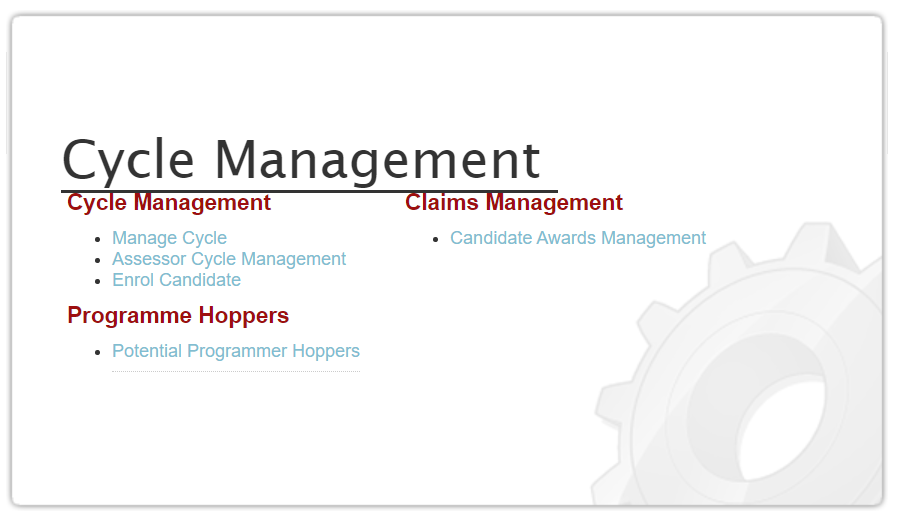 Cycle Management
Cycle Management
Manage Cycle
Assessor Cycle Management
Enrol Candidate
Programme Hoppers
Potential Programmer Hoppers
Claims Management
Candidate Awards Management